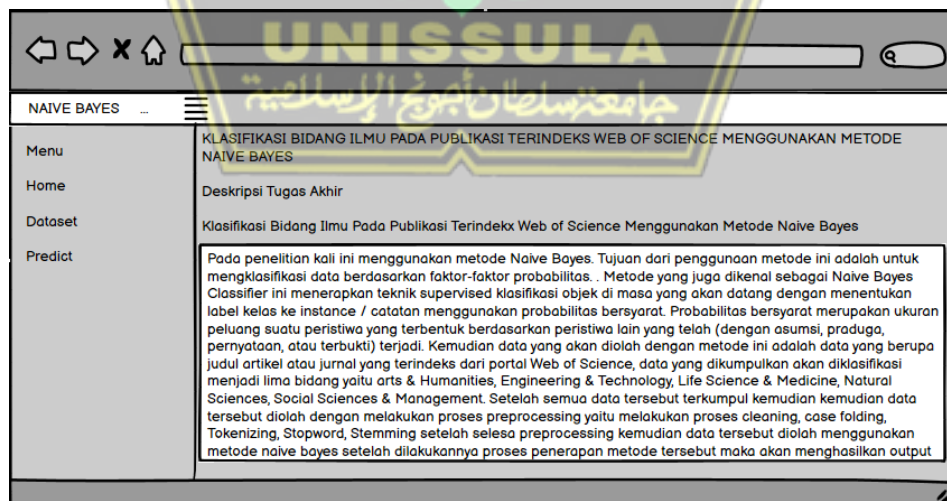 UNISSULA
جامعتسلطان أبجونج الإسلامية
NAIVE BAYES ...
Menu
Home
Dataset
Predict
KLASIFIKASI BIDANG ILMU PADA PUBLIKASI TERINDEKS WEB OF SCIENCE MENGGUNAKAN METODE
NAIVE BAYES
Deskripsi Tugas Akhir
Klasifikasi Bidang Ilmu Pada Publikasi Terindekx Web of Science Menggunakan Metode Naive Bayes
Pada penelitian kali ini menggunakan metode Naive Bayes. Tujuan dari penggunaan metode ini adalah untuk
mengklasifikasi data berdasarkan faktor-faktor probabilitas. . Metode yang juga dikenal sebagai Naive Bayes
Classifier ini menerapkan teknik supervised klasifikasi objek di masa yang akan datang dengan menentukan
label kelas ke instance / catatan menggunakan probabilitas bersyarat. Probabilitas bersyarat merupakan ukuran
peluang suatu peristiwa yang terbentuk berdasarkan peristiwa lain yang telah (dengan asumsi, praduga,
pernyataan, atau terbukti) terjadi. Kemudian data yang akan diolah dengan metode ini adalah data yang berupa
judul artikel atau jurnal yang terindeks dari portal Web of Science, data yang dikumpulkan akan diklasifikasi
menjadi lima bidang yaitu arts & Humanities, Engineering & Technology, Life Science & Medicine, Natural
Sciences, Social Sciences & Management. Setelah semua data tersebut terkumpul kemudian kemudian data
tersebut diolah dengan melakukan proses preprocessing yaitu melakukan proses cleaning, case folding,
Tokenizing, Stopword, Stemming setelah selesa preprocessing kemudian data tersebut diolah menggunakan
metode naive bayes setelah dilakukannya proses penerapan metode tersebut maka akan menghasilkan output